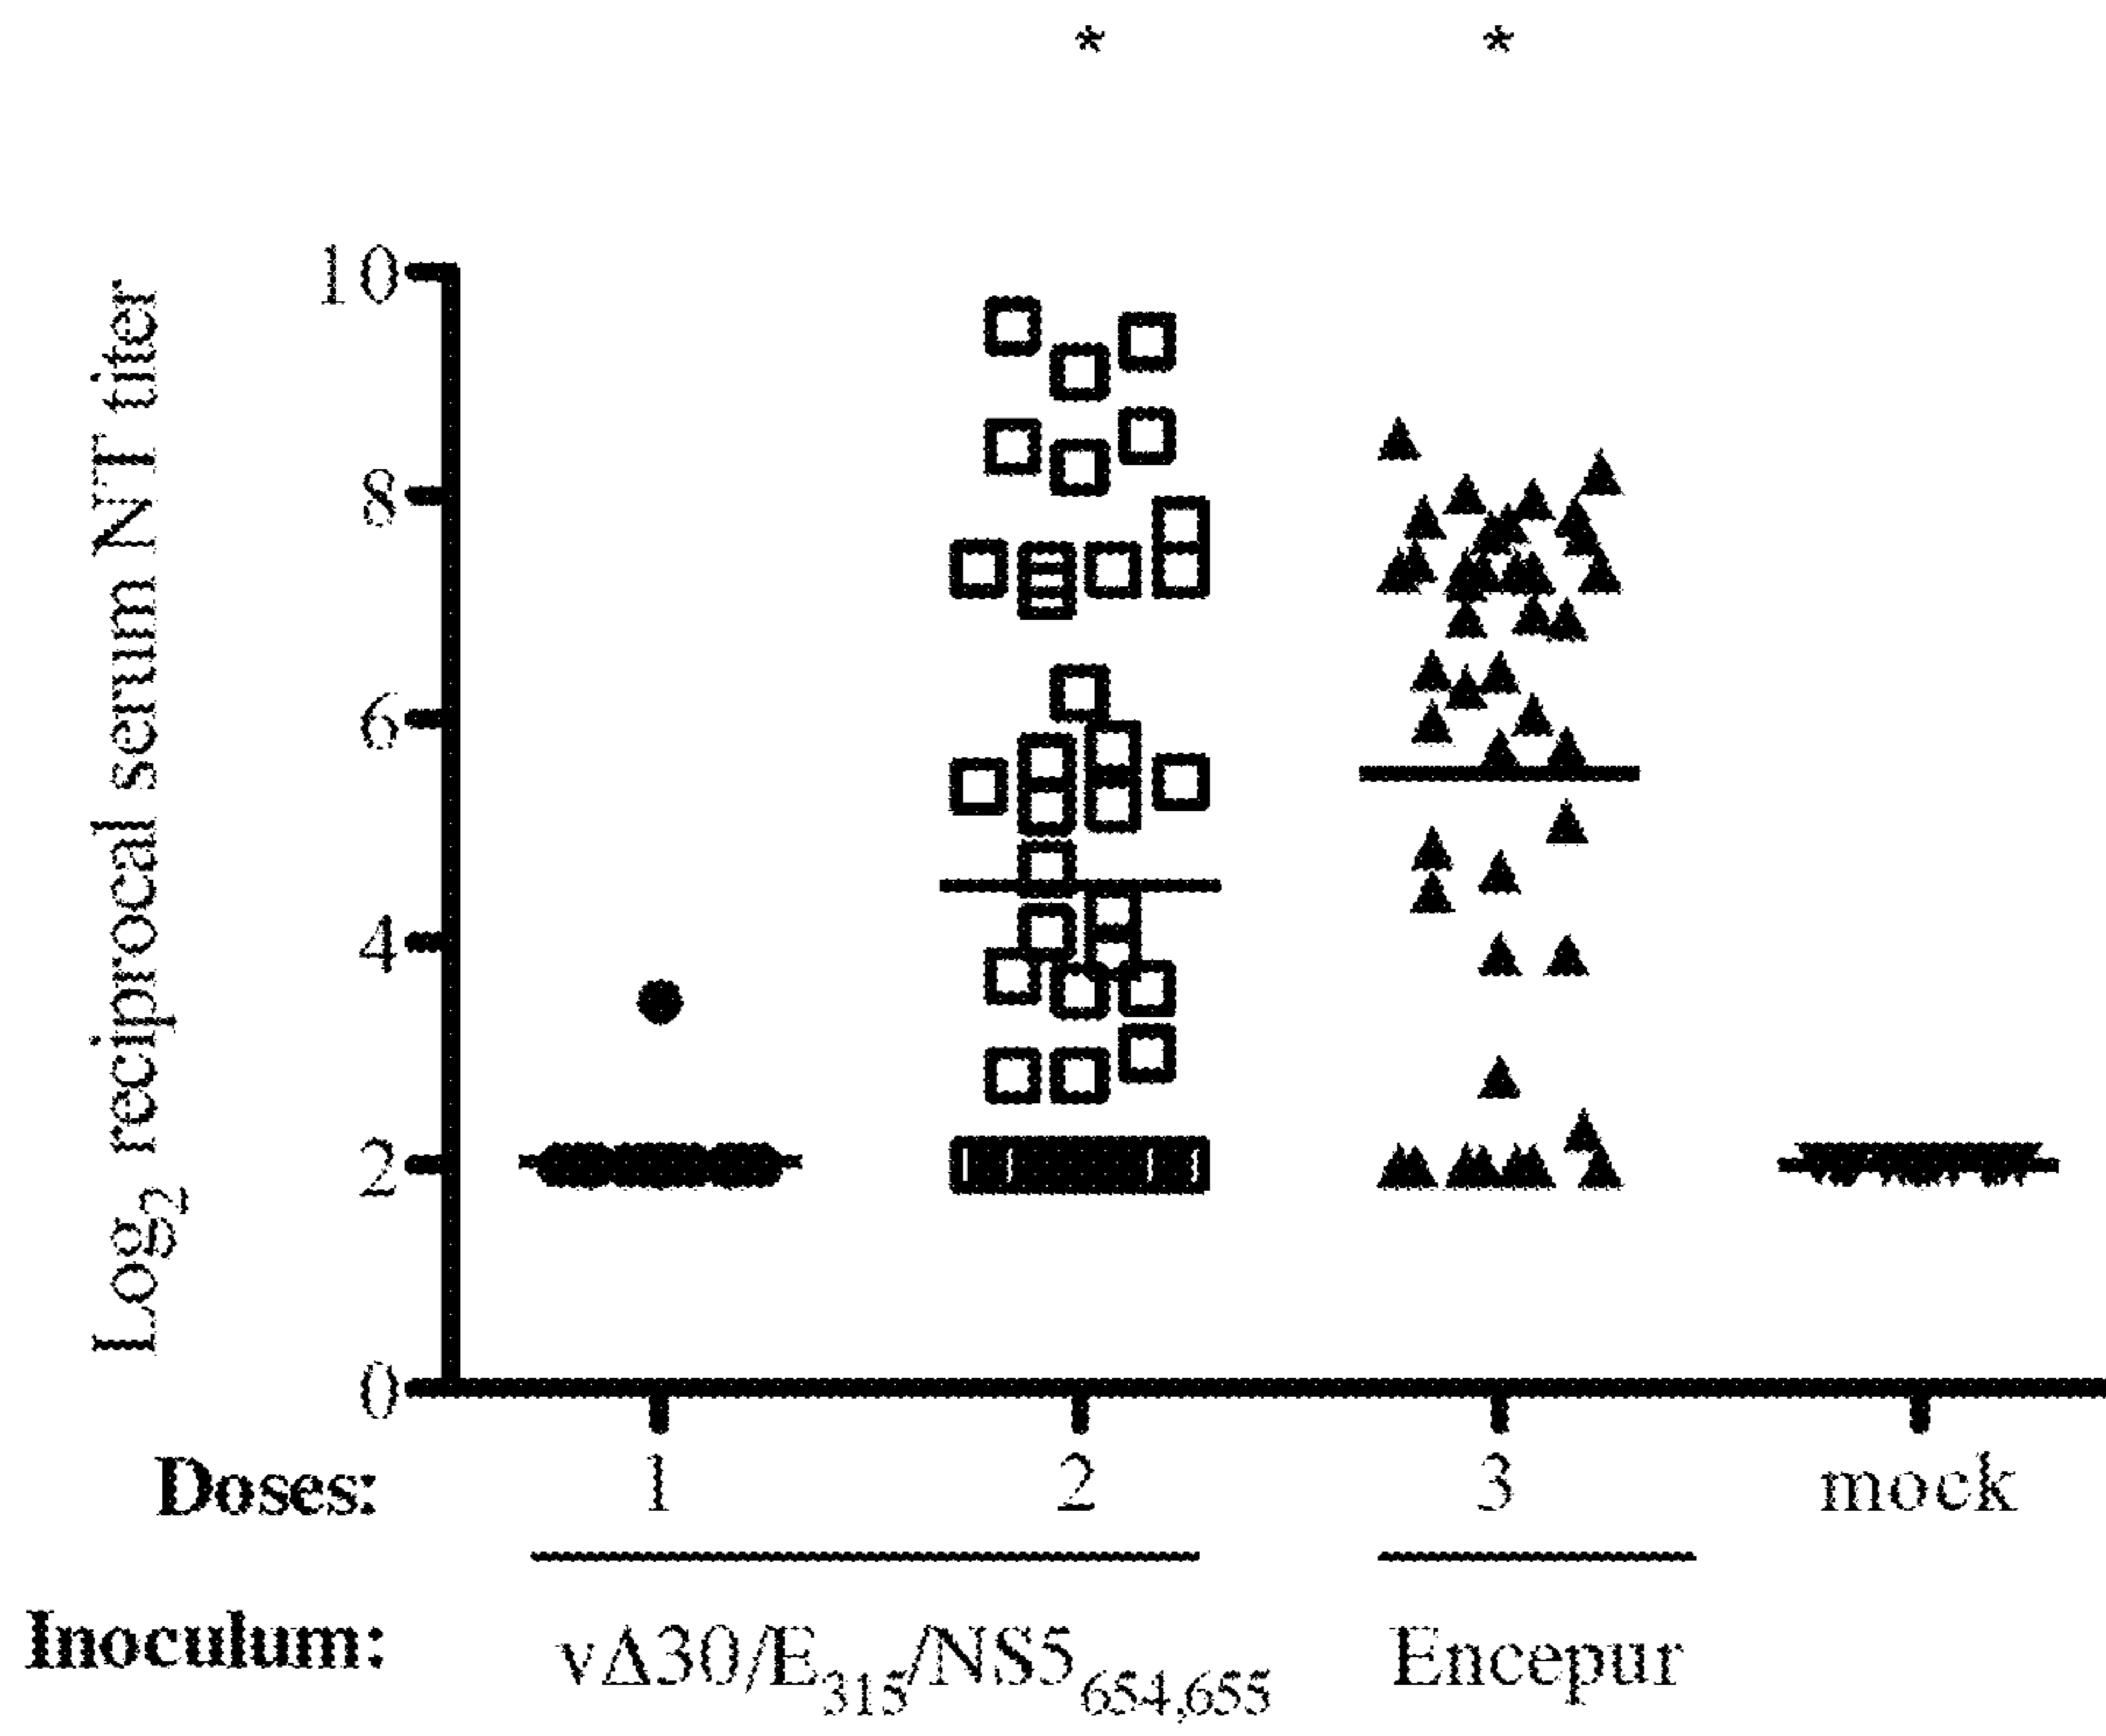 * *
Log₂ reciprocal serum NT titer
10
8
6
4
2
0
Doses: 1 2 3 mock
Inoculum: vΔ30/E₃₁₅/NS5₆₅₄,₆₅₅ Encepur